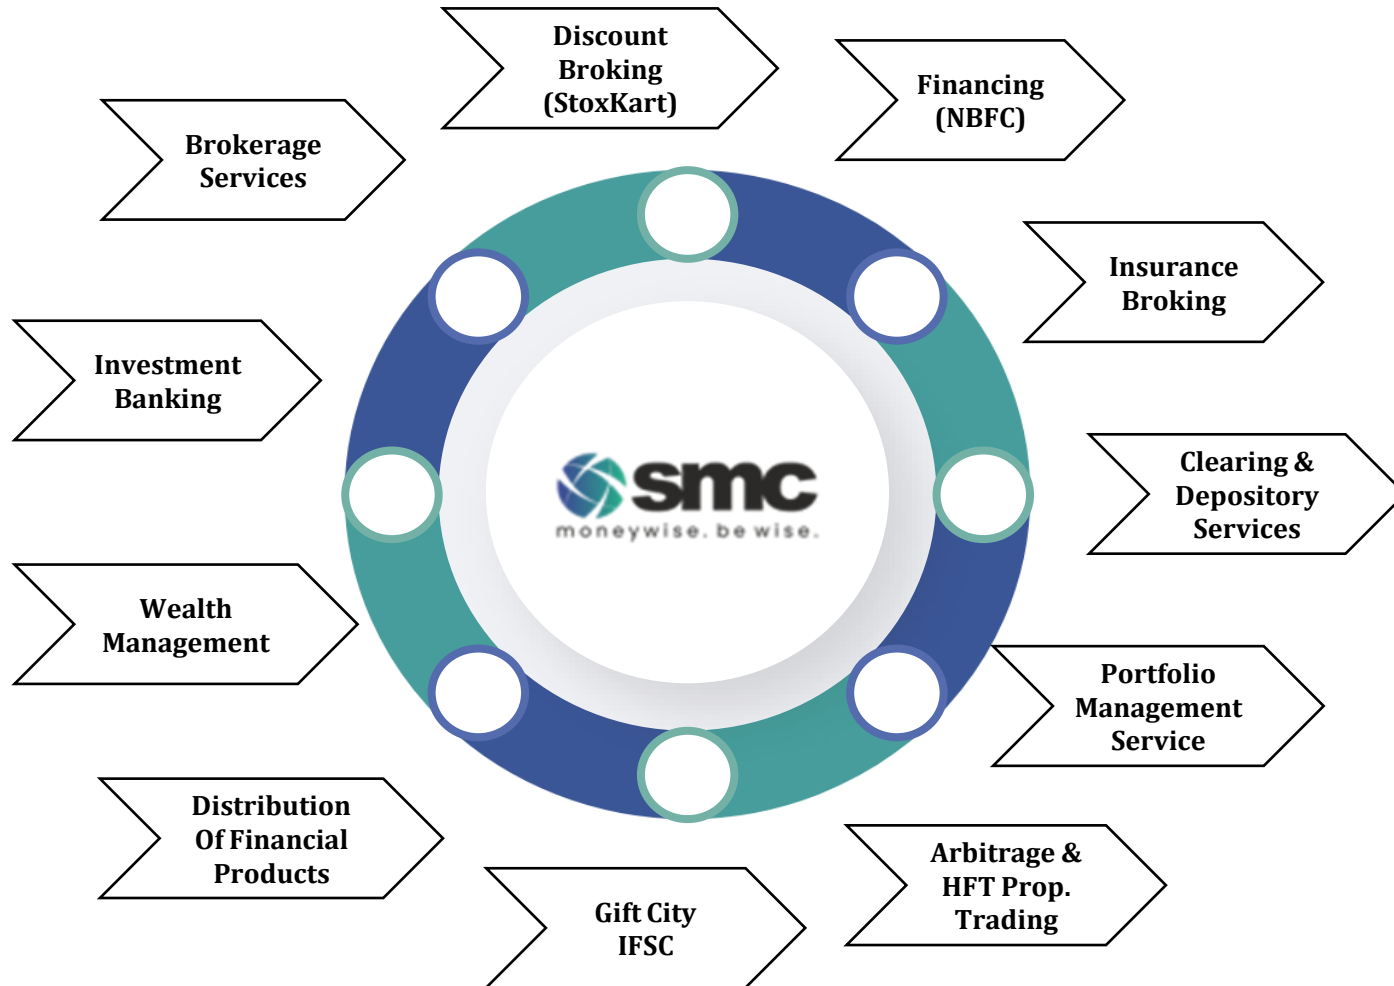 Discount
Broking
(StoxKart)
Financing
(NBFC)
Brokerage
Services
Insurance
Broking
Investment
Banking
Clearing &
Depository
Services
smc
moneywise. be wise.
Wealth
Management
Portfolio
Management
Service
Distribution
Of Financial
Products
Arbitrage &
HFT Prop.
Trading
Gift City
IFSC